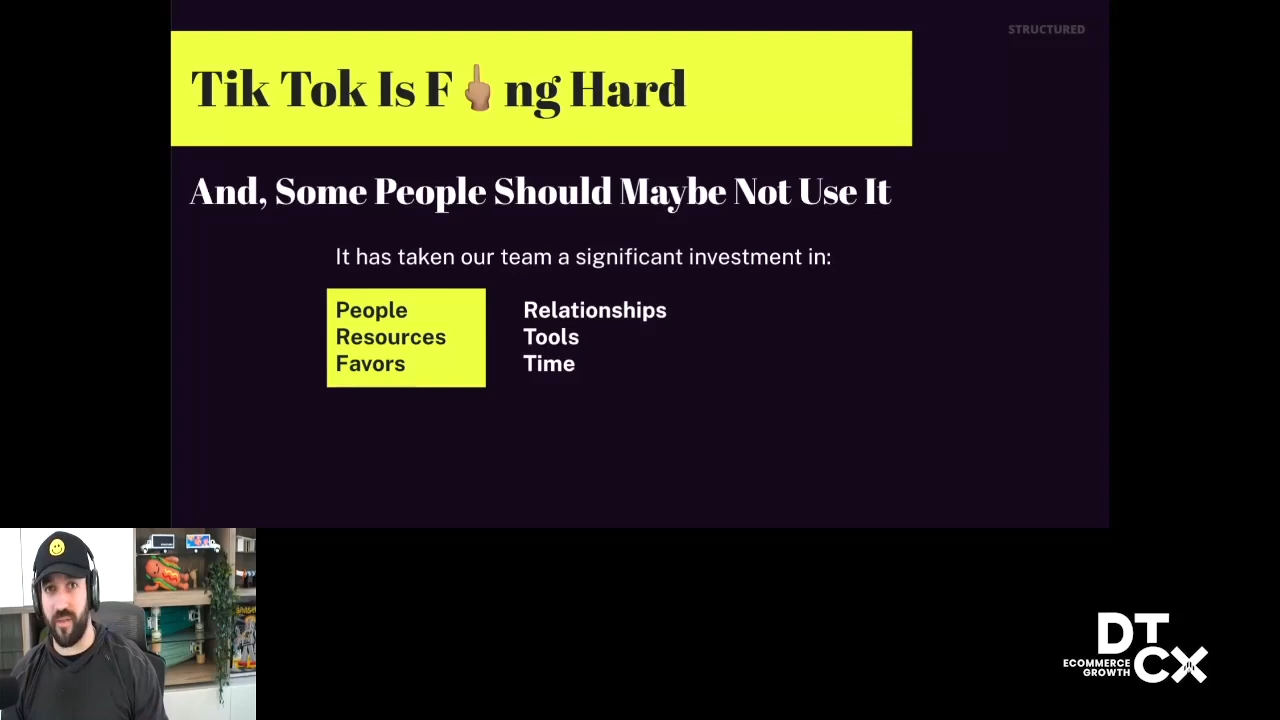 STRUCTURED
Tik Tok Is F🖕🏽ng Hard
And, Some People Should Maybe Not Use It
It has taken our team a significant investment in:
People
Resources
Favors
Relationships
Tools
Time
DT
CX
ECOMMERCE
GROWTH